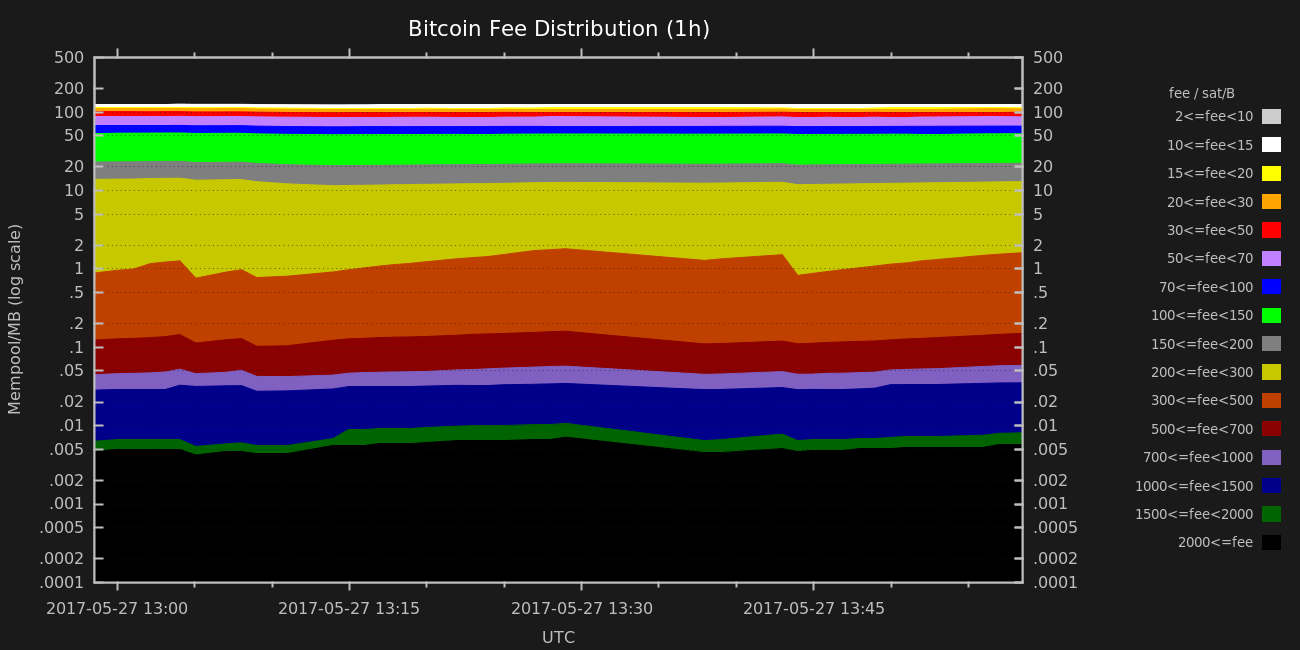 Bitcoin Fee Distribution (1h)
Mempool/MB (log scale)
500
200
100
50
20
10
5
2
1
.5
.2
.1
.05
.02
.01
.005
.002
.001
.0005
.0002
.0001
500
200
100
50
20
10
5
2
1
.5
.2
.1
.05
.02
.01
.005
.002
.001
.0005
.0002
.0001
2017-05-27 13:00
2017-05-27 13:15
2017-05-27 13:30
2017-05-27 13:45
UTC
fee / sat/B
2<=fee<10
10<=fee<15
15<=fee<20
20<=fee<30
30<=fee<50
50<=fee<70
70<=fee<100
100<=fee<150
150<=fee<200
200<=fee<300
300<=fee<500
500<=fee<700
700<=fee<1000
1000<=fee<1500
1500<=fee<2000
2000<=fee